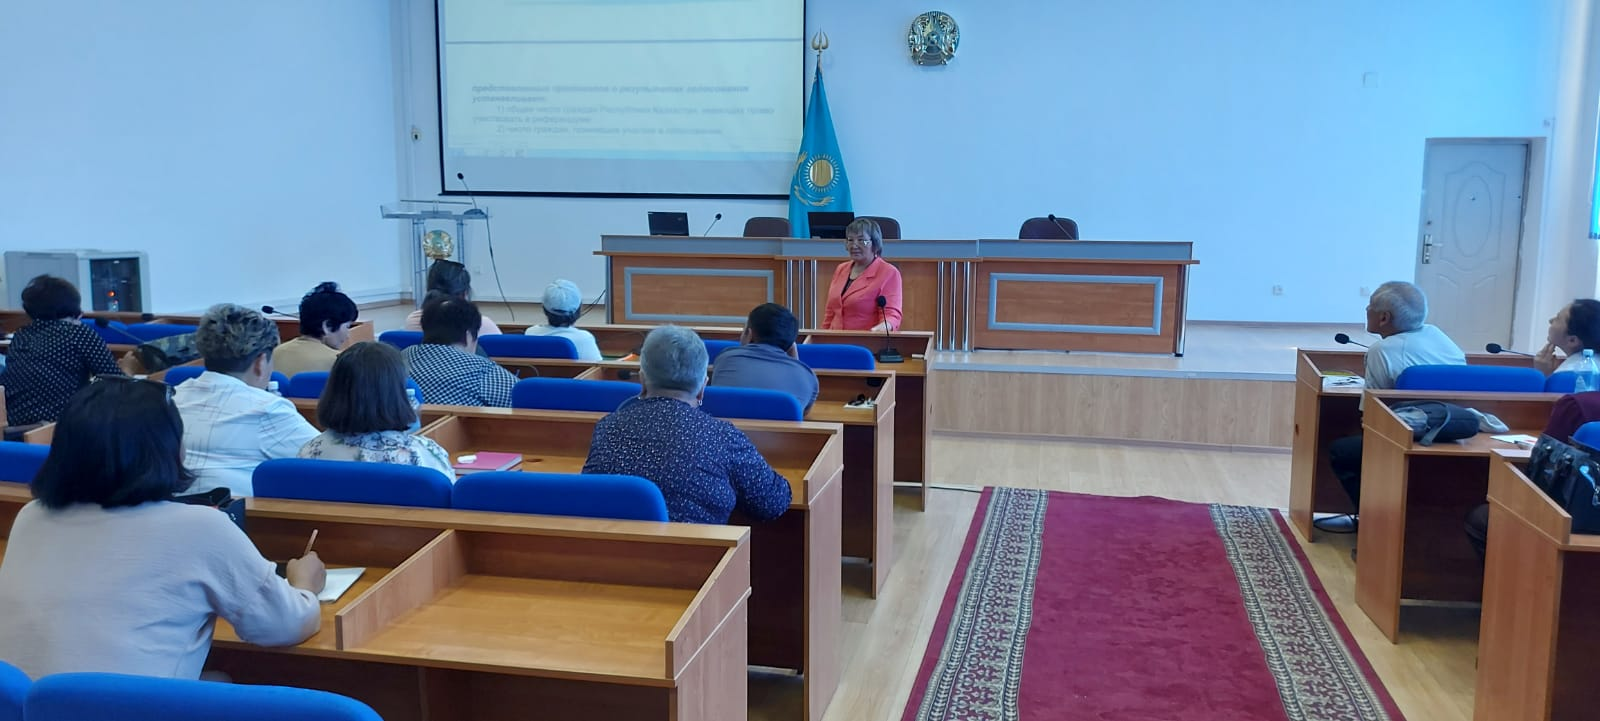 представленных протоколов о результатах голосования
устанавливает:
1) общее число граждан Республики Казахстан, имеющих право
участвовать в референдуме;
2) число граждан, принявших участие в голосовании;